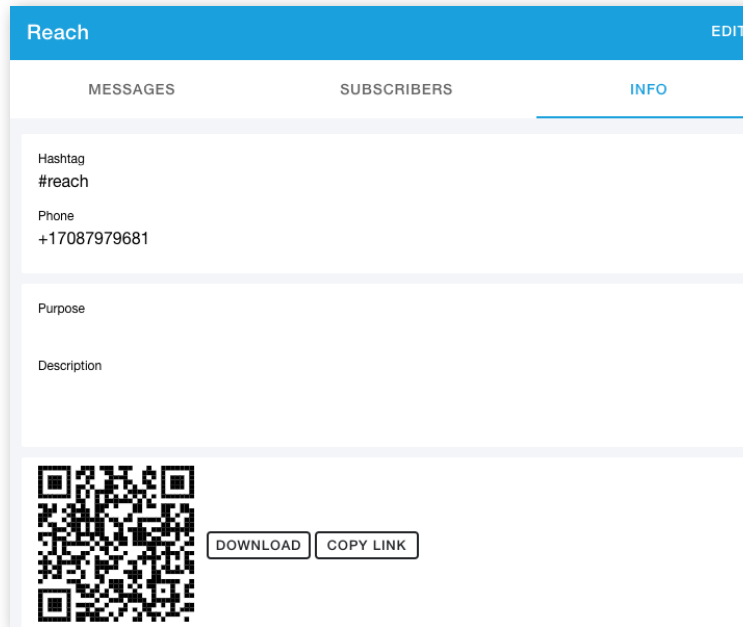 Reach
EDIT
MESSAGES SUBSCRIBERS INFO
Hashtag
#reach
Phone
+17087979681
Purpose
Description
DOWNLOAD COPY LINK